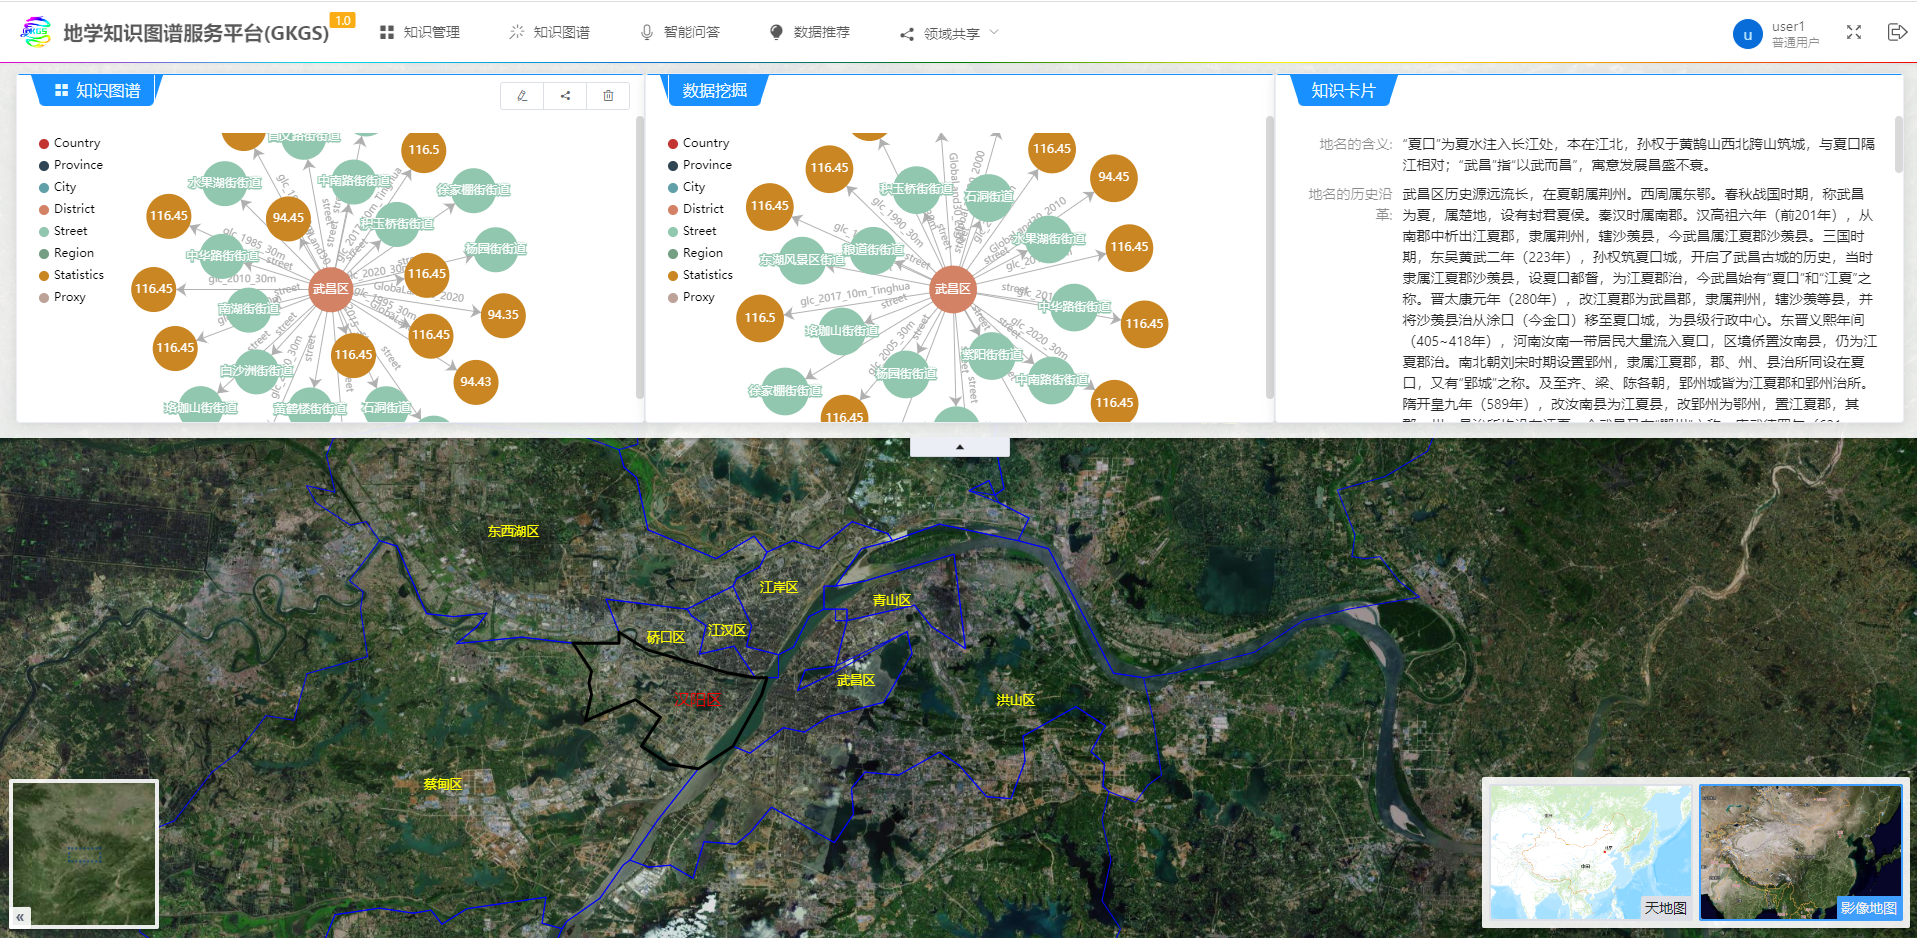 地学知识图谱服务平台(GKGS)
1.0
知识管理
知识图谱
智能问答
数据推荐
领域共享
u
user1
普通用户
知识图谱
Country
Province
City
District
Street
Region
Statistics
Proxy
116.5
水果湖街街道
中南路街街道
徐家棚街街道
116.45
94.45
积玉桥街街道
中华路街街道
杨园街街道
glc_1985_30m
street
116.45
glc_2010_30m
武昌区
116.45
glc_2020_30m
南湖街街道
94.35
116.45
116.45
116.45
白沙洲街街道
94.43
珞珈山街街道
黄鹤楼街街道
石洞街道
数据挖掘
Country
Province
City
District
Street
Region
Statistics
Proxy
116.45
116.45
94.45
积玉桥街街道
石洞街道
116.45
glc_1990_30m
GlobaLand30_2010
水果湖街街道
116.45
粮道街街道
东湖风景区街道
武昌区
glc_2017_10m_Tinghua
street
中华路街街道
116.5
116.45
珞珈山街街道
glc_2005_30m
glc_2020_30m
紫阳街街道
杨园街街道
中南路街街道
徐家棚街街道
116.45
116.45
知识卡片
地名的含义:
“夏口”为夏水注入长江处，本在江北，孙权于黄鹄山西北跨山筑城，与夏口隔
江相对；“武昌”指“以武而昌”，寓意发展昌盛不衰。
地名的历史沿
革:
武昌区历史源远流长，在夏朝属荆州。西周属东鄂。春秋战国时期，称武昌
为夏，属楚地，设有封君夏侯。秦汉时属南郡。汉高祖六年（前201年），从
南郡中析出江夏郡，隶属荆州，辖沙羡县，今武昌属江夏郡沙羡县。三国时
期，东吴黄武二年（223年），孙权筑夏口城，开启了武昌古城的历史，当时
隶属江夏郡沙羡县，设夏口都督，为江夏郡治，今武昌始有“夏口”和“江夏”之
称。晋太康元年（280年），改江夏郡为武昌郡，隶属荆州，辖沙羡等县，并
将沙羡县治从涂口（今金口）移至夏口城，为县级行政中心。东晋义熙年间
（405~418年），河南汝南一带居民大量流入夏口，区境侨置汝南县，仍为江
夏郡治。南北朝刘宋时期设置郢州，隶属江夏郡，郡、州、县治所同设在夏
口，又有“郢城”之称。及至齐、梁、陈各朝，郢州城皆为江夏郡和郢州治所。
隋开皇九年（589年），改汝南县为江夏县，改郢州为鄂州，置江夏郡，其
东西湖区
江岸区
青山区
江汉区
硚口区
武昌区
汉阳区
洪山区
蔡甸区
«
天地图
影像地图